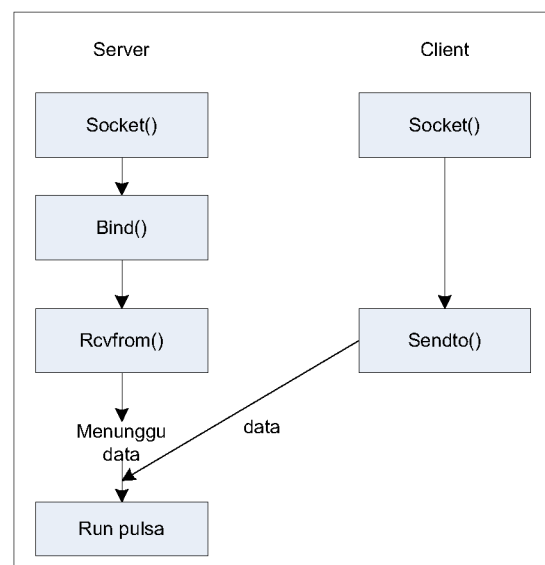 Server
Client
Socket()
Socket()
Bind()
Rcvfrom()
Sendto()
Menunggu
data
data
Run pulsa